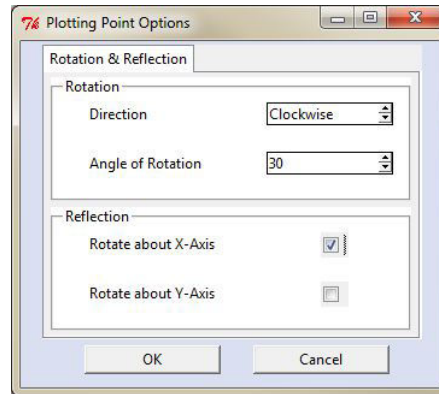 Plotting Point Options
Rotation & Reflection
Rotation
Direction Clockwise
Angle of Rotation 30
Reflection
Rotate about X-Axis
Rotate about Y-Axis
OK Cancel